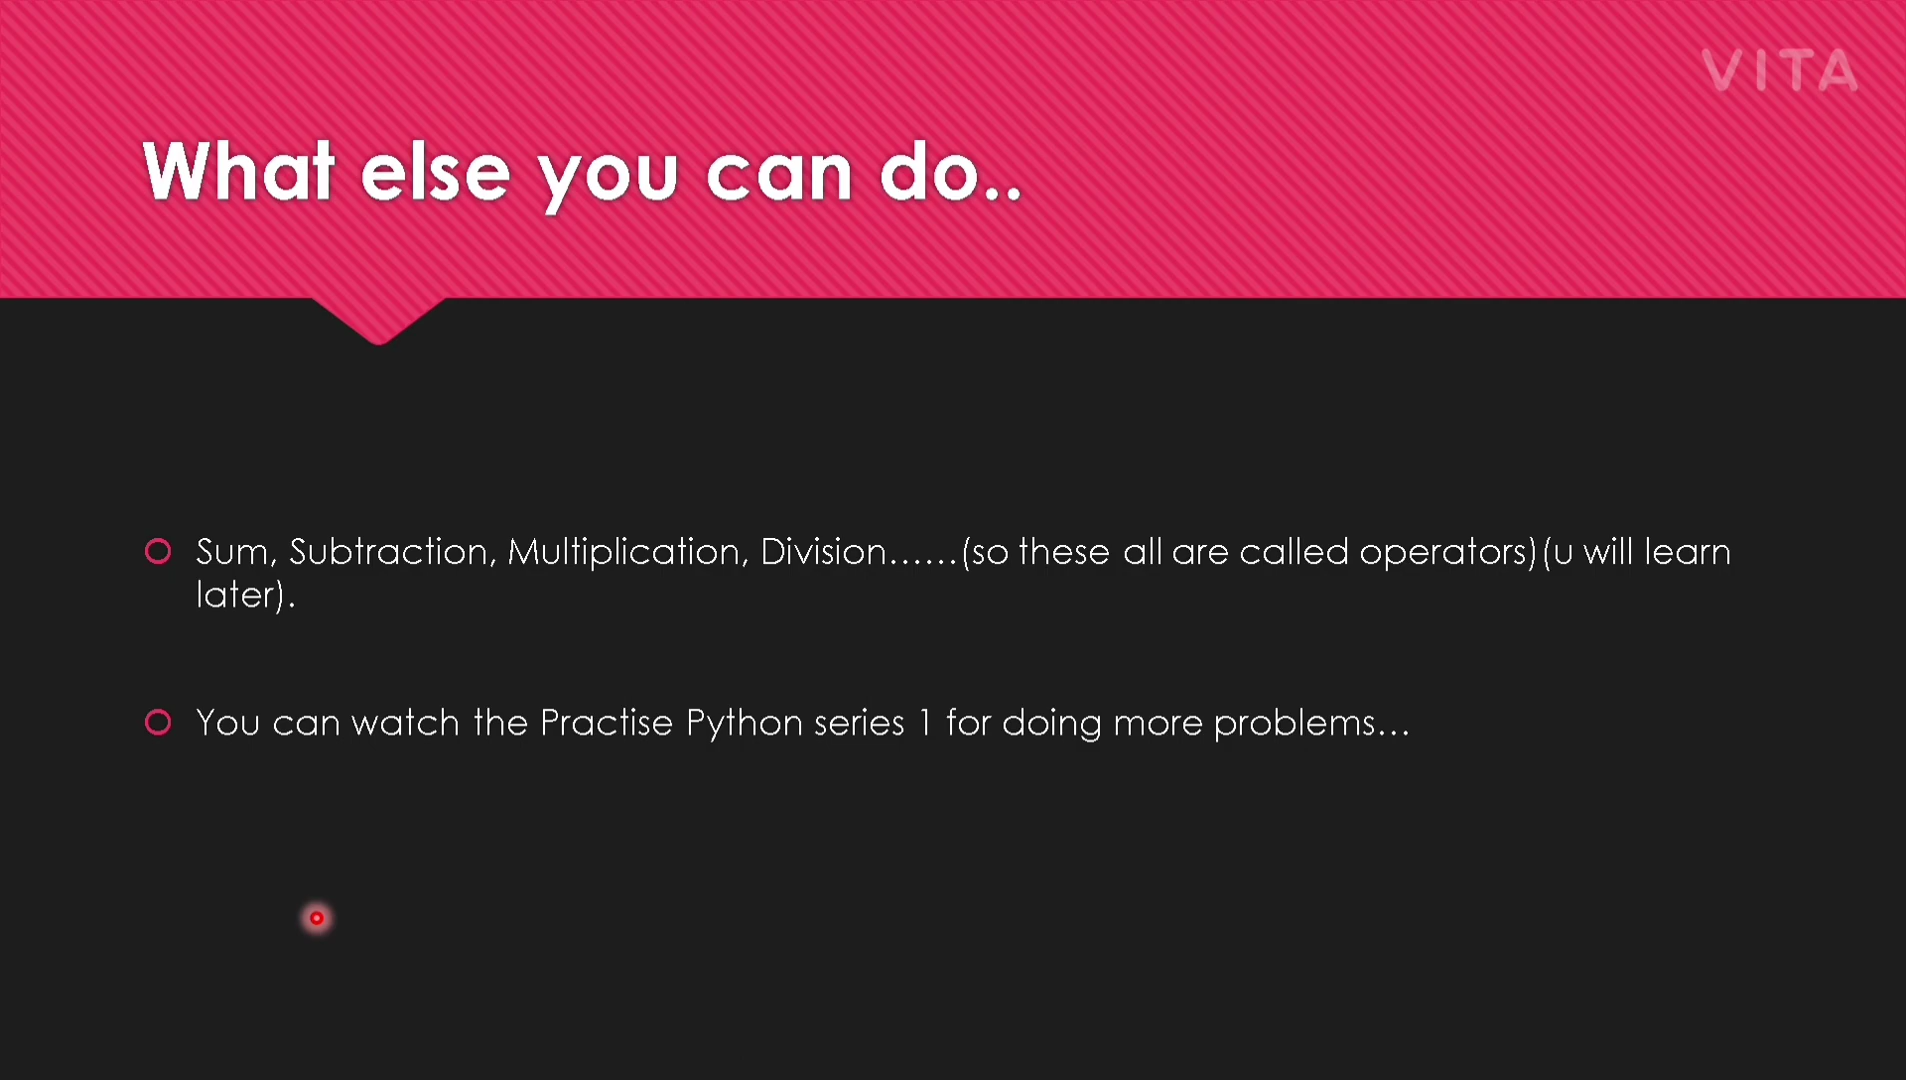 VITA
What else you can do..
Sum, Subtraction, Multiplication, Division......(so these all are called operators)(u will learn
later).
You can watch the Practise Python series 1 for doing more problems...